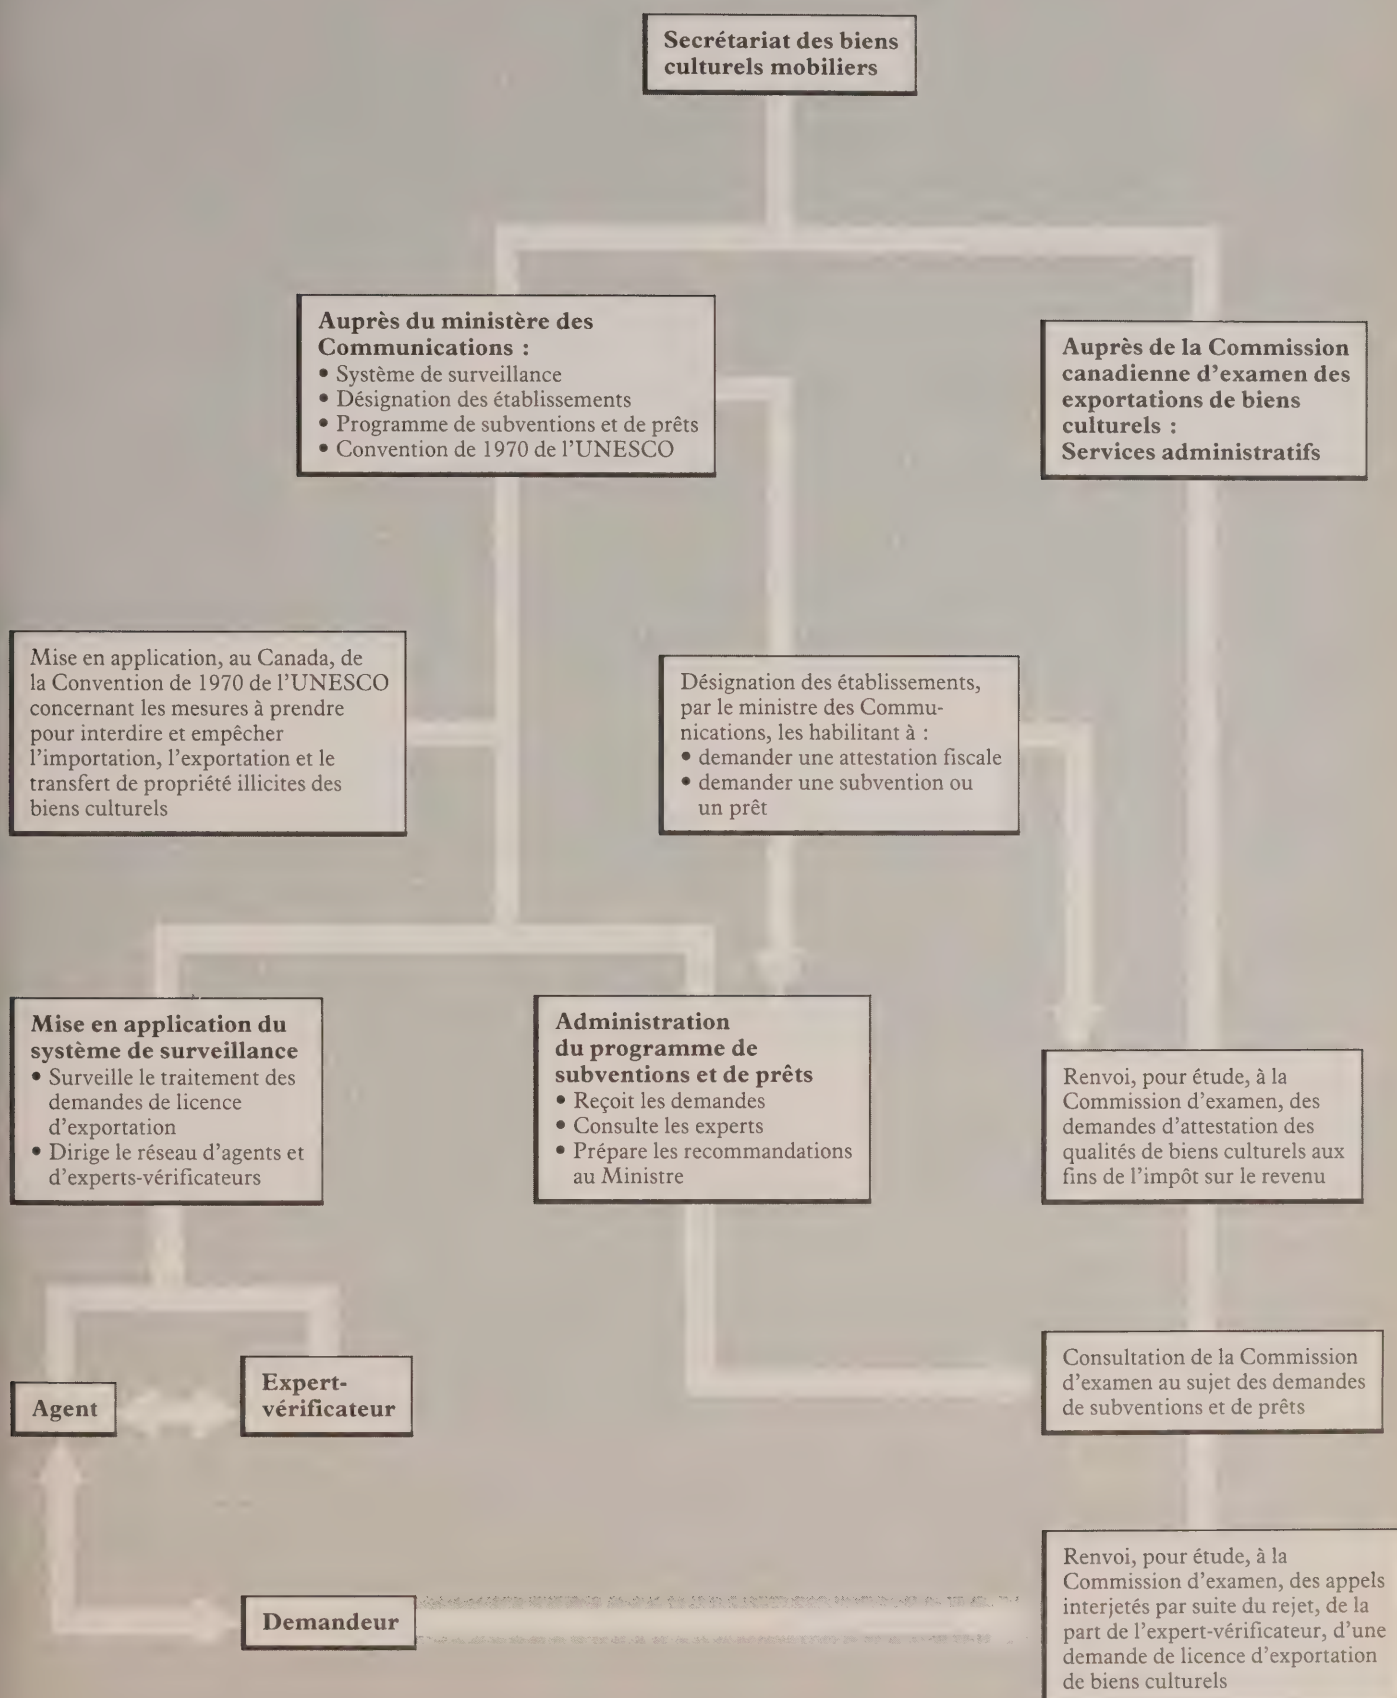 Secrétariat des biens
culturels mobiliers
Auprès du ministère des
Communications :
• Système de surveillance
• Désignation des établissements
• Programme de subventions et de prêts
• Convention de 1970 de l'UNESCO
Auprès de la Commission
canadienne d'examen des
exportations de biens
culturels :
Services administratifs
Mise en application, au Canada, de
la Convention de 1970 de l'UNESCO
concernant les mesures à prendre
pour interdire et empêcher
l'importation, l'exportation et le
transfert de propriété illicites des
biens culturels
Désignation des établissements,
par le ministre des Commu-
nications, les habilitant à :
• demander une attestation fiscale
• demander une subvention ou
un prêt
Mise en application du
système de surveillance
• Surveille le traitement des
demandes de licence
d'exportation
• Dirige le réseau d'agents et
d'experts-vérificateurs
Administration
du programme de
subventions et de prêts
• Reçoit les demandes
• Consulte les experts
• Prépare les recommandations
au Ministre
Renvoi, pour étude, à la
Commission d'examen, des
demandes d'attestation des
qualités de biens culturels aux
fins de l'impôt sur le revenu
Agent
Expert-
vérificateur
Consultation de la Commission
d'examen au sujet des demandes
de subventions et de prêts
Demandeur
Renvoi, pour étude, à la
Commission d'examen, des appels
interjetés par suite du rejet, de la
part de l'expert-vérificateur, d'une
demande de licence d'exportation
de biens culturels